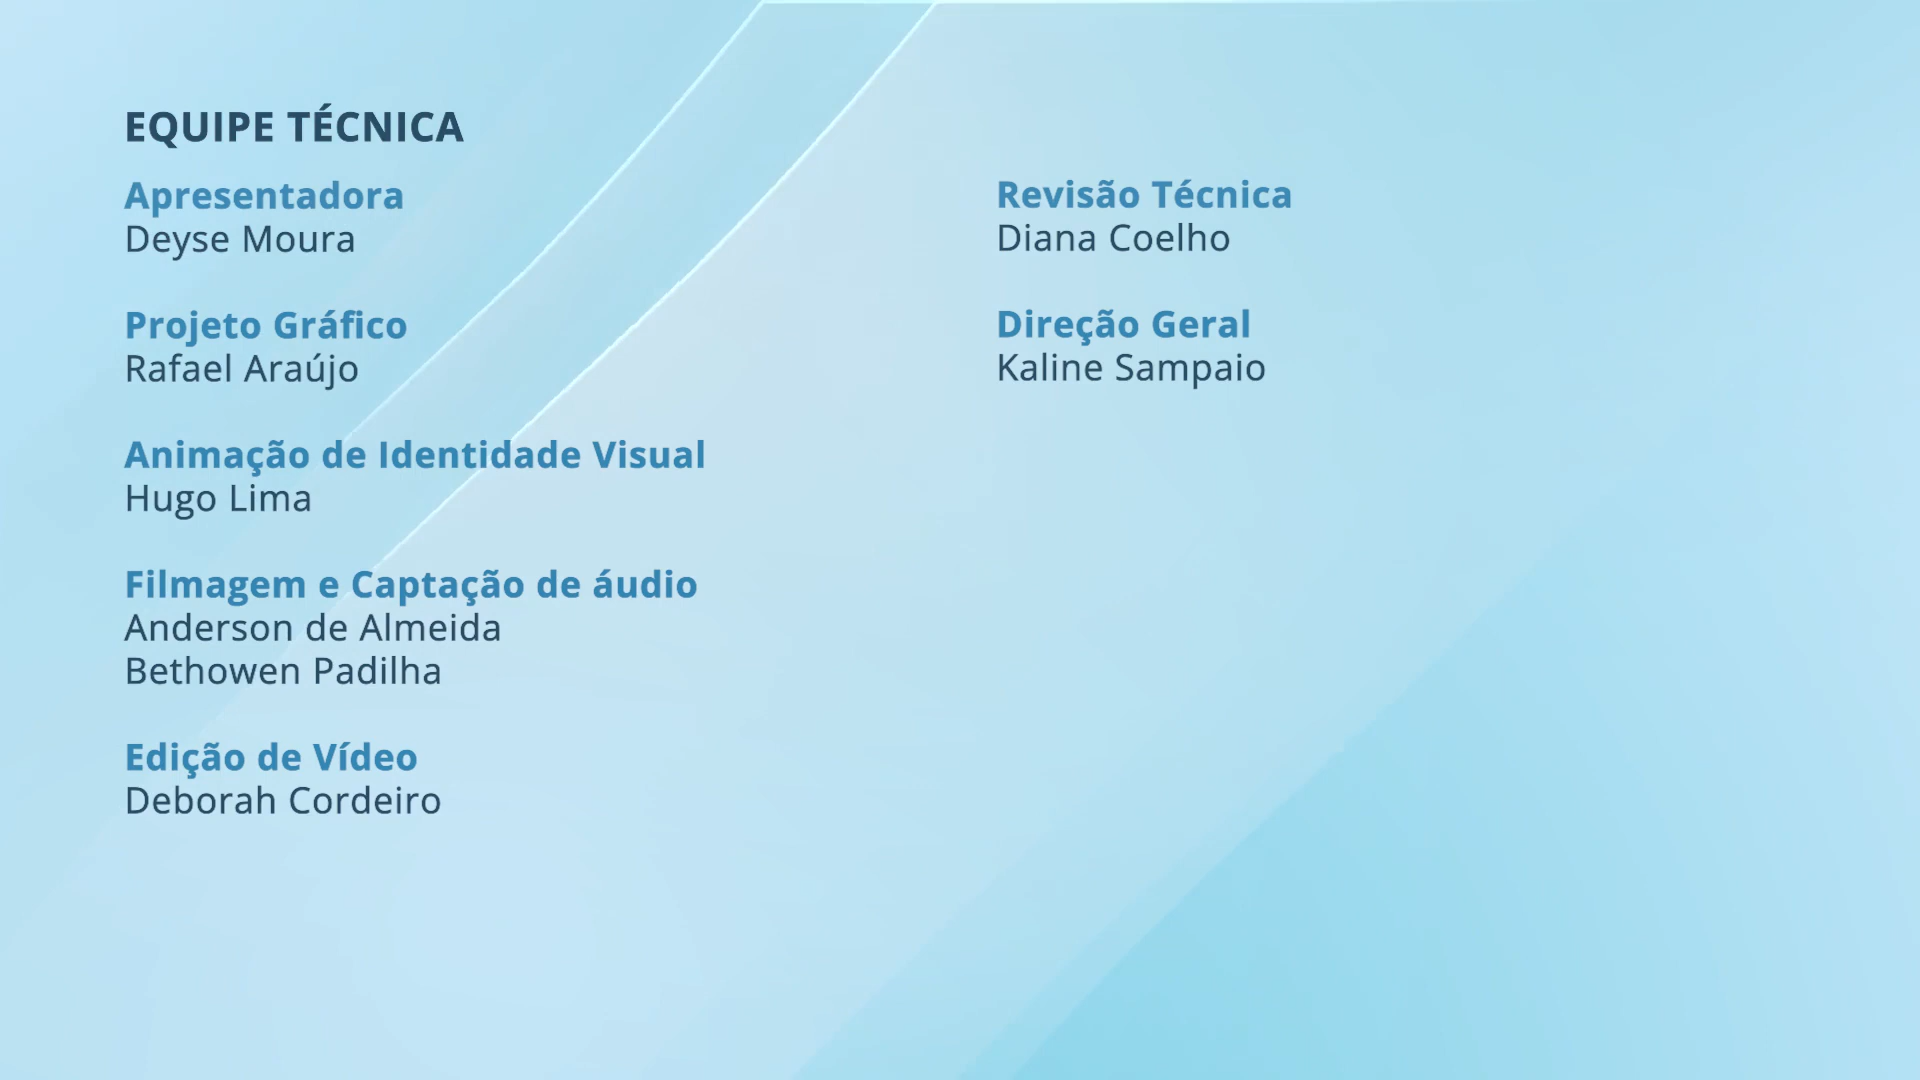 EQUIPE TÉCNICA
Apresentadora
Deyse Moura
Projeto Gráfico
Rafael Araújo
Animação de Identidade Visual
Hugo Lima
Filmagem e Captação de áudio
Anderson de Almeida
Bethowen Padilha
Edição de Vídeo
Deborah Cordeiro
Revisão Técnica
Diana Coelho
Direção Geral
Kaline Sampaio